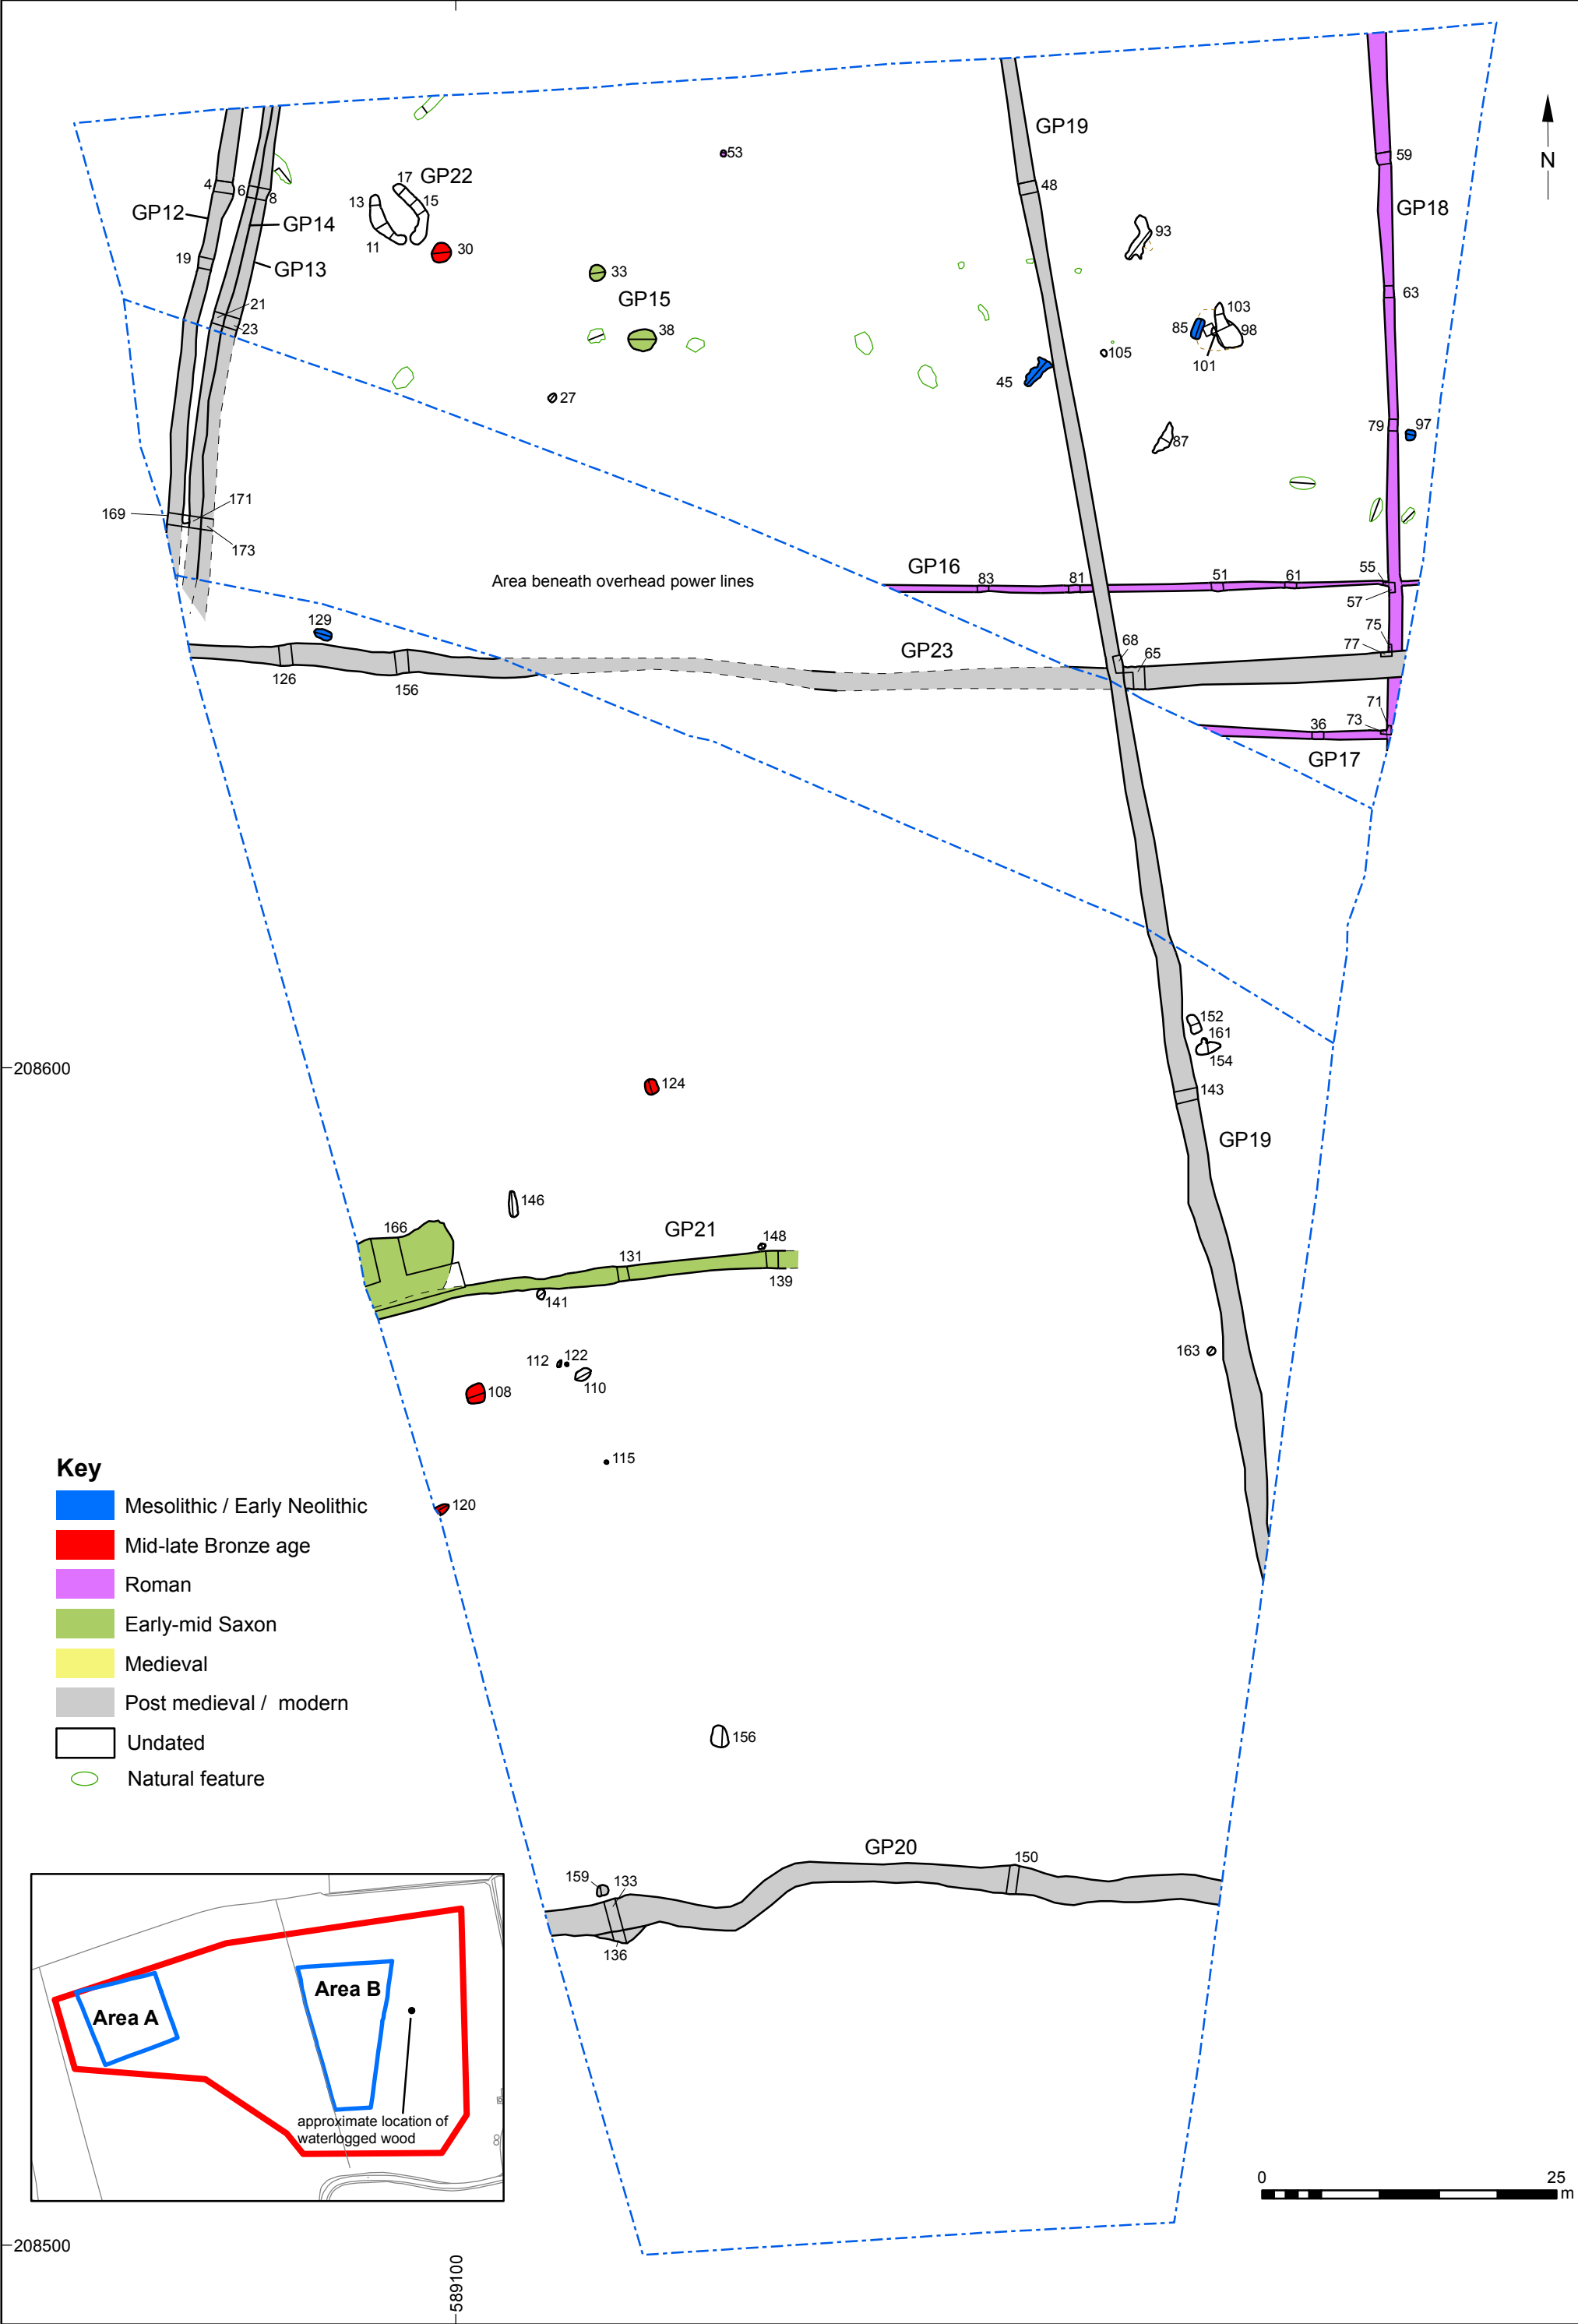 53
GP19
59
N
17
GP22
4
6
8
13
15
48
GP12
GP14
11
30
GP18
93
19
GP13
33
GP15
63
21
103
23
38
85
98
105
101
45
27
79
97
87
171
169
173
Area beneath overhead power lines
GP16
83
81
51
61
55
57
129
GP23
68
65
75
77
126
156
71
36
73
GP17
152
161
154
208600
124
143
GP19
146
166
GP21
148
131
139
141
112
122
163
110
108
115
120
Key
Mesolithic / Early Neolithic
Mid-late Bronze age
Roman
Early-mid Saxon
Medieval
Post medieval / modern
Undated
Natural feature
156
GP20
150
159
133
136
Area A
Area B
approximate location of
waterlogged wood
0
25
m
208500
589100